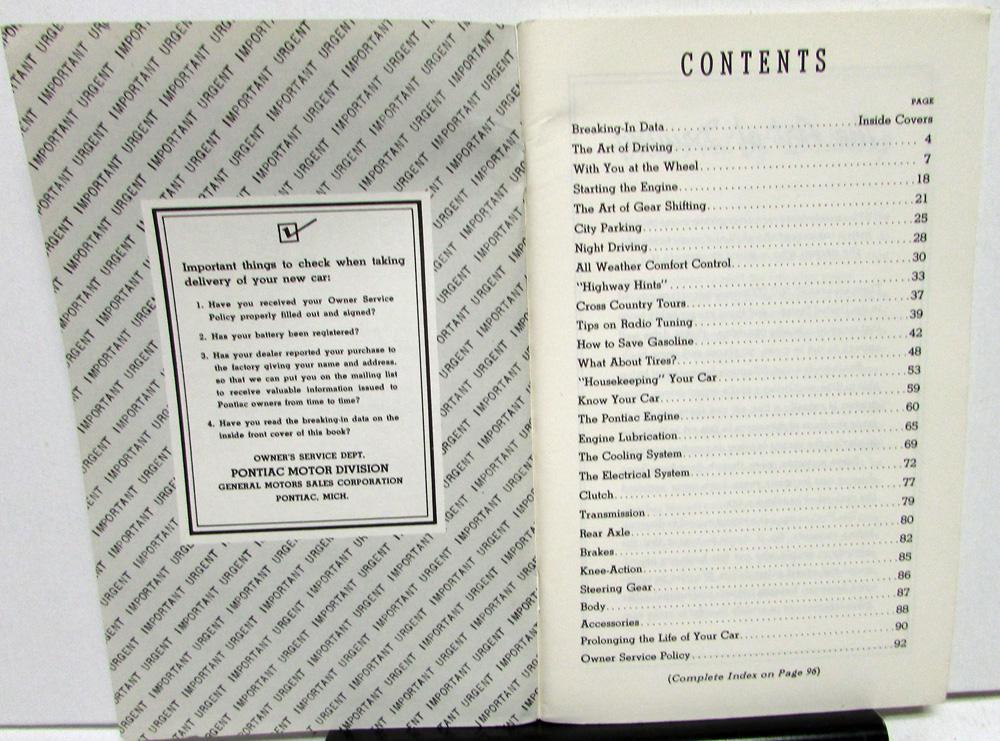 IMPORTANT URGENT IMPORTANT URGENT IMPORTANT URGENT
Important things to check when taking
delivery of your new car:
1. Have you received your Owner Service
Policy properly filled out and signed?
2. Has your battery been registered?
3. Has your dealer reported your purchase to
the factory giving your name and address,
so that we can put you on the mailing list
to receive valuable information issued to
Pontiac owners from time to time?
4. Have you read the breaking-in data on the
inside front cover of this book?
OWNER'S SERVICE DEPT.
PONTIAC MOTOR DIVISION
GENERAL MOTORS SALES CORPORATION
PONTIAC, MICH.
CONTENTS
PAGE
Breaking-In Data........Inside Covers
The Art of Driving........4
With You at the Wheel........7
Starting the Engine........18
The Art of Gear Shifting........21
City Parking........25
Night Driving........28
All Weather Comfort Control........30
"Highway Hints"........33
Cross Country Tours........37
Tips on Radio Tuning........39
How to Save Gasoline........42
What About Tires?........48
"Housekeeping" Your Car........53
Know Your Car........59
The Pontiac Engine........60
Engine Lubrication........65
The Cooling System........69
The Electrical System........72
Clutch........77
Transmission........79
Rear Axle........80
Brakes........82
Knee-Action........85
Steering Gear........86
Body........87
Accessories........88
Prolonging the Life of Your Car........90
Owner Service Policy........92
(Complete Index on Page 96)